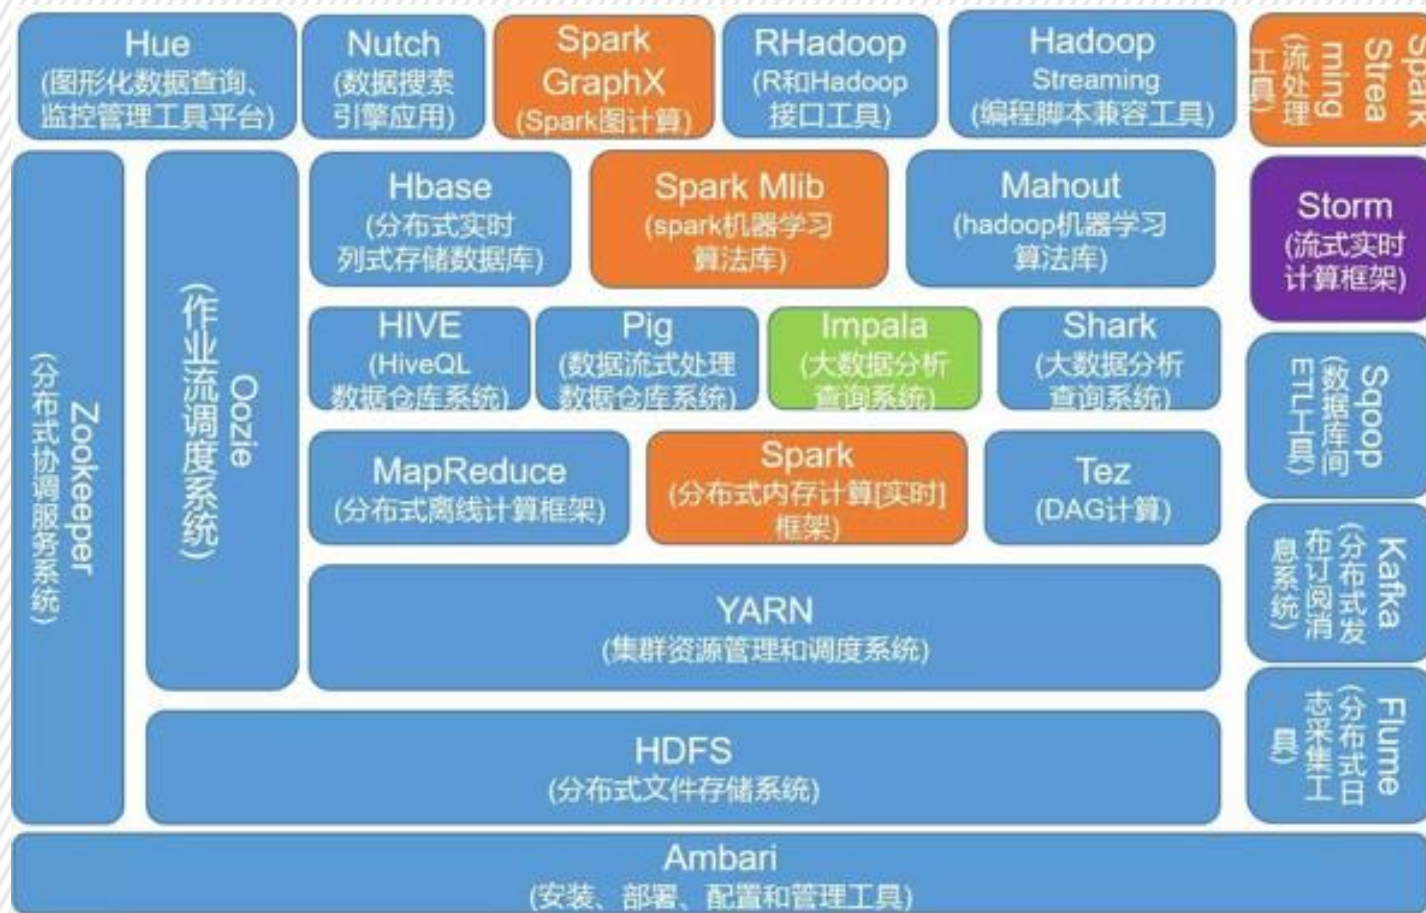 Hue
(图形化数据查询、
监控管理工具平台)
Nutch
(数据搜索
引擎应用)
Spark
GraphX
(Spark图计算)
RHadoop
(R和Hadoop
接口工具)
Hadoop
Streaming
(编程脚本兼容工具)
Spark
Strea
ming
(流处理
工具)
Zookeeper
(分布式协调服务系统)
Oozie
(作业流调度系统)
Hbase
(分布式实时
列式存储数据库)
Spark Mlib
(spark机器学习
算法库)
Mahout
(hadoop机器学习
算法库)
Storm
(流式实时
计算框架)
HIVE
(HiveQL
数据仓库系统)
Pig
(数据流式处理
数据仓库系统)
Impala
(大数据分析
查询系统)
Shark
(大数据分析
查询系统)
Sqoop
(数据库间
ETL工具)
MapReduce
(分布式离线计算框架)
Spark
(分布式内存计算[实时]
框架)
Tez
(DAG计算)
Kafka
(分布式发
布订阅消
息系统)
YARN
(集群资源管理和调度系统)
Flume
(分布式日
志采集工
具)
HDFS
(分布式文件存储系统)
Ambari
(安装、部署、配置和管理工具)